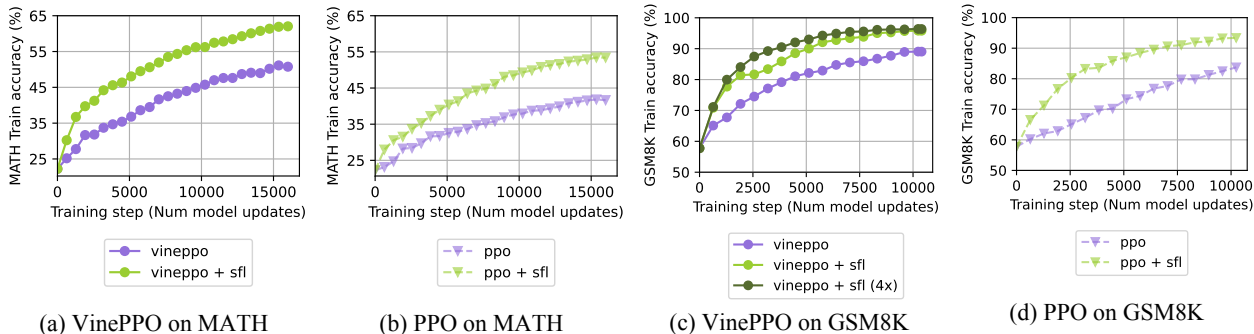 MATH Train accuracy (%)
65
55
45
35
25
0
5000
10000
15000
Training step (Num model updates)
vineppo
vineppo + sfl
(a) VinePPO on MATH
MATH Train accuracy (%)
65
55
45
35
25
0
5000
10000
15000
Training step (Num model updates)
ppo
ppo + sfl
(b) PPO on MATH
GSM8K Train accuracy (%)
100
90
80
70
60
50
0
2500
5000
7500
10000
Training step (Num model updates)
vineppo
vineppo + sfl
vineppo + sfl (4x)
(c) VinePPO on GSM8K
GSM8K Train accuracy (%)
100
90
80
70
60
50
0
2500
5000
7500
10000
Training step (Num model updates)
ppo
ppo + sfl
(d) PPO on GSM8K